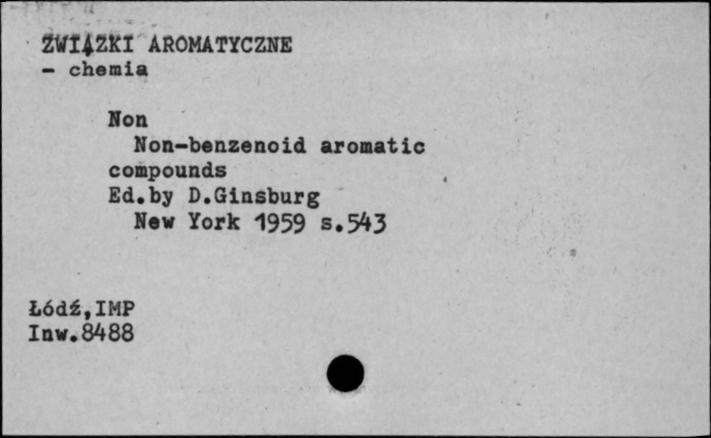 ZWIĄZKI AROMATYCZNE
- chemia
Non
Non-benzenoid aromatic
compounds
Ed.by D.Ginsburg
New York 1959 s.543
Łódź,IMP
Inw.8488